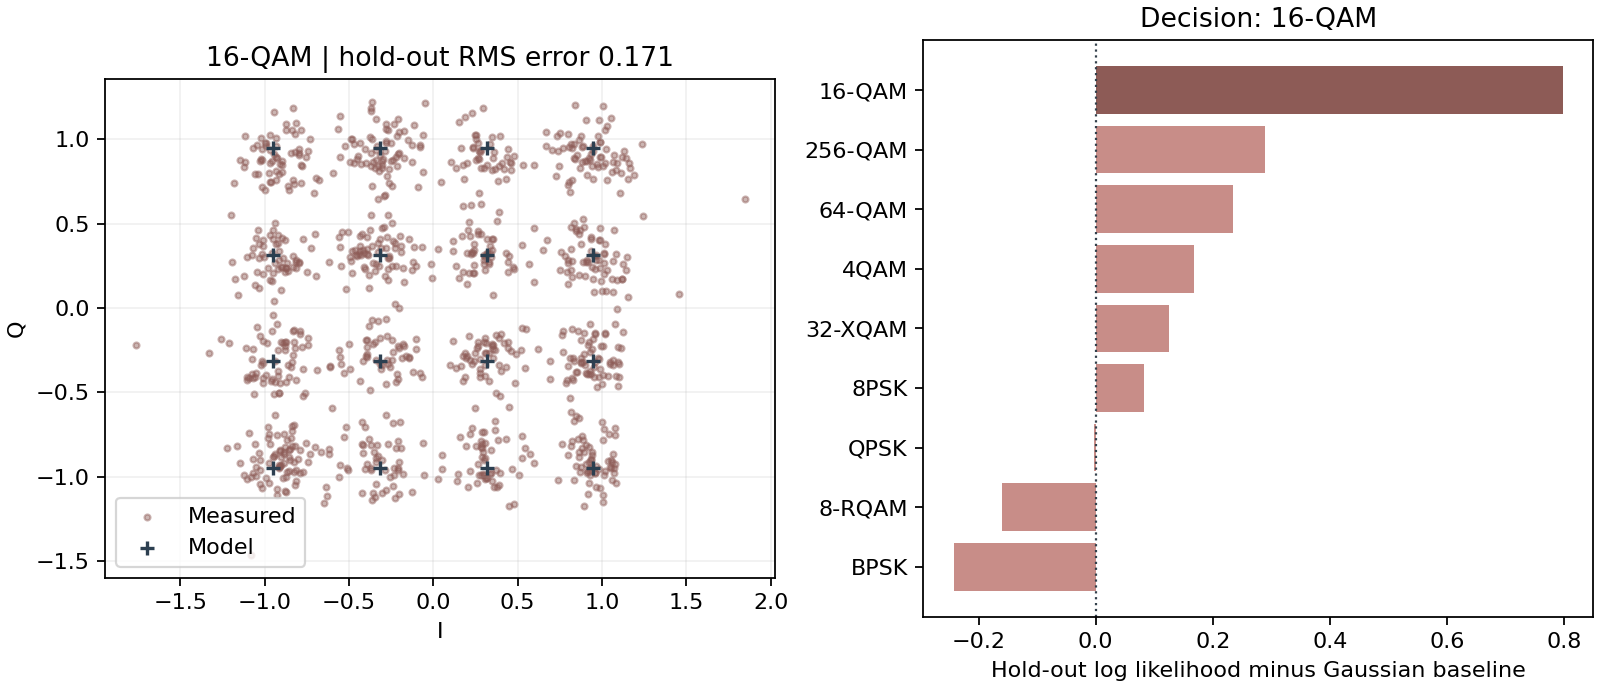 16-QAM | hold-out RMS error 0.171
1.0
0.5
0.0
−0.5
−1.0
−1.5
Q
Measured
Model
−1.5
−1.0
−0.5
0.0
0.5
1.0
1.5
2.0
I
Decision: 16-QAM
16-QAM
256-QAM
64-QAM
4QAM
32-XQAM
8PSK
QPSK
8-RQAM
BPSK
−0.2
0.0
0.2
0.4
0.6
0.8
Hold-out log likelihood minus Gaussian baseline